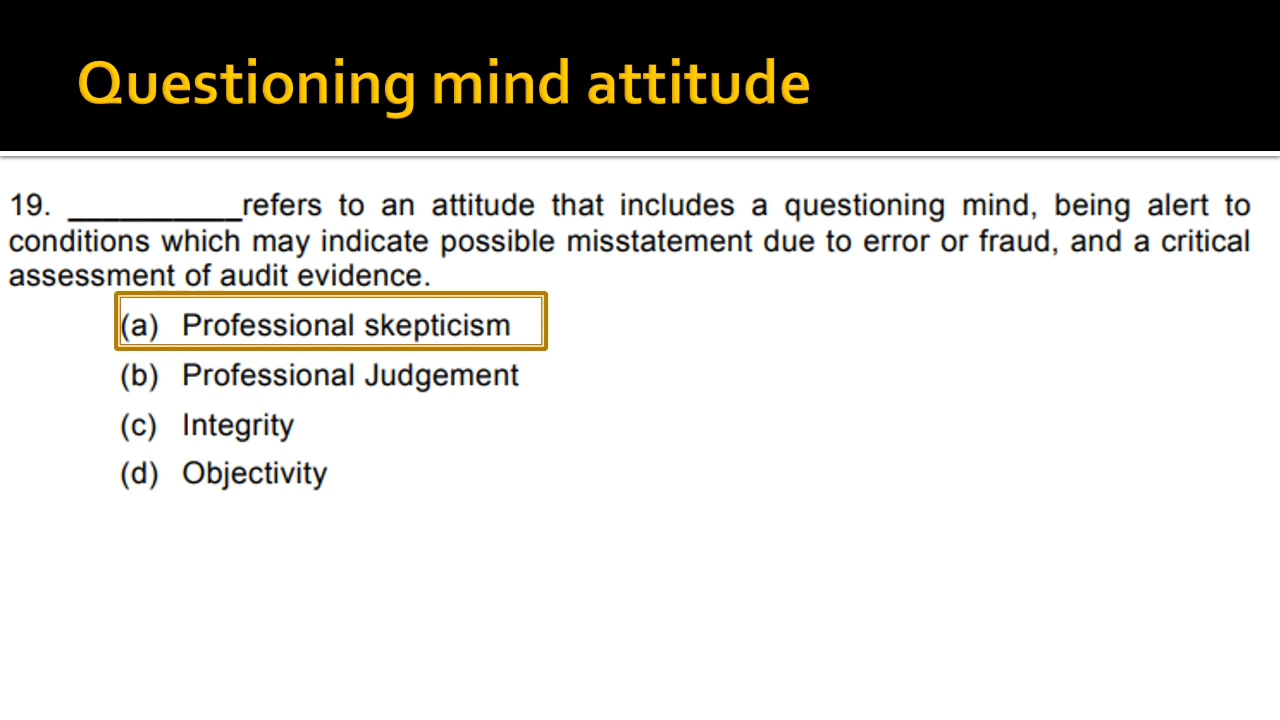 Questioning mind attitude
19. __________refers to an attitude that includes a questioning mind, being alert to
conditions which may indicate possible misstatement due to error or fraud, and a critical
assessment of audit evidence.
(a) Professional skepticism
(b) Professional Judgement
(c) Integrity
(d) Objectivity